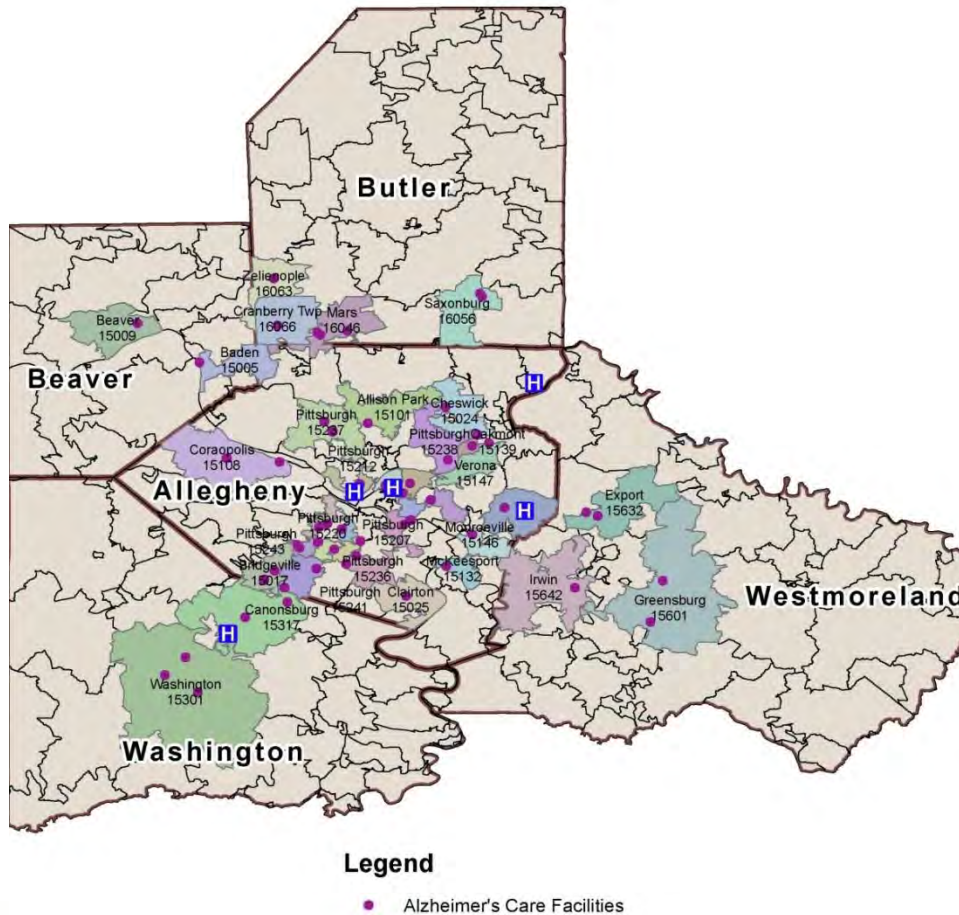 Butler
Zelienople
16063
Cranberry Twp
16066
Mars
16046
Saxonburg
16056
Beaver
15009
Baden
15005
Beaver
Allison Park
15101
Cheswick
15024
Pittsburgh
15237
Pittsburgh
15238
Oakmont
15139
Coraopolis
15108
Pittsburgh
15212
Verona
15147
Allegheny
H
H
H
H
Export
15632
Pittsburgh
15220
Pittsburgh
15207
Monroeville
15146
Pittsburgh
15243
Bridgeville
15017
Pittsburgh
15236
McKeesport
15132
Irwin
15642
Pittsburgh
15241
Clairton
15025
Greensburg
15601
Westmoreland
Canonsburg
15317
H
Washington
15301
Washington
Legend
Alzheimer's Care Facilities